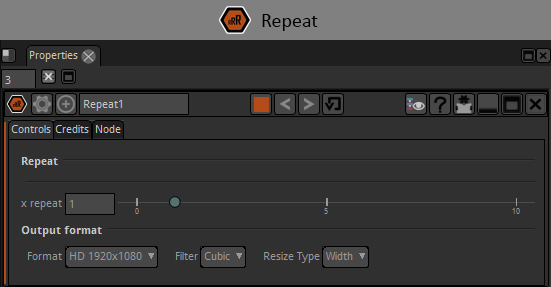 Repeat
Properties
3
Repeat1
Controls Credits Node
Repeat
x repeat 1
0 5 10
Output format
Format HD 1920x1080 Filter Cubic Resize Type Width